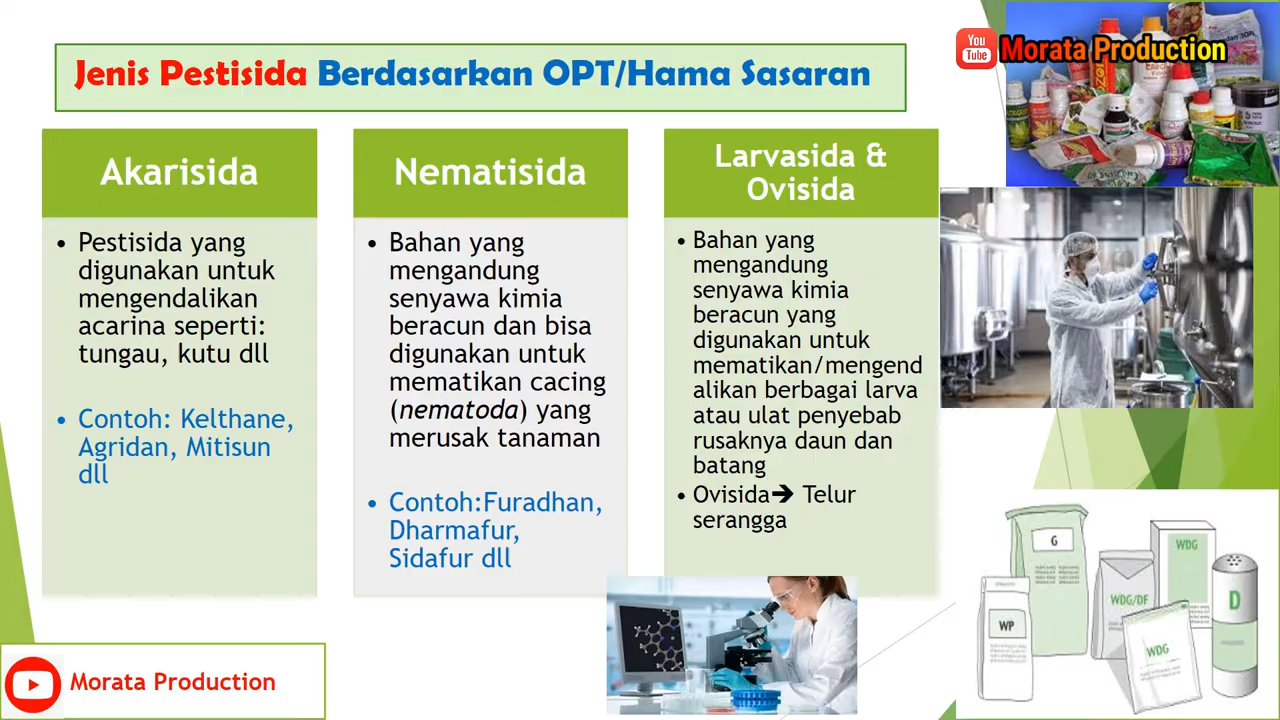 Jenis Pestisida Berdasarkan OPT/Hama Sasaran
You
Tube
Morata Production
Akarisida
• Pestisida yang
digunakan untuk
mengendalikan
acarina seperti:
tungau, kutu dll
• Contoh: Kelthane,
Agridan, Mitisun
dll
Nematisida
• Bahan yang
mengandung
senyawa kimia
beracun dan bisa
digunakan untuk
mematikan cacing
(nematoda) yang
merusak tanaman
• Contoh:Furadhan,
Dharmafur,
Sidafur dll
Larvasida &
Ovisida
• Bahan yang
mengandung
senyawa kimia
beracun yang
digunakan untuk
mematikan/mengend
alikan berbagai larva
atau ulat penyebab
rusaknya daun dan
batang
• Ovisida➔ Telur
serangga
G
WDG
WDG/DF
D
WP
WDG
Morata Production